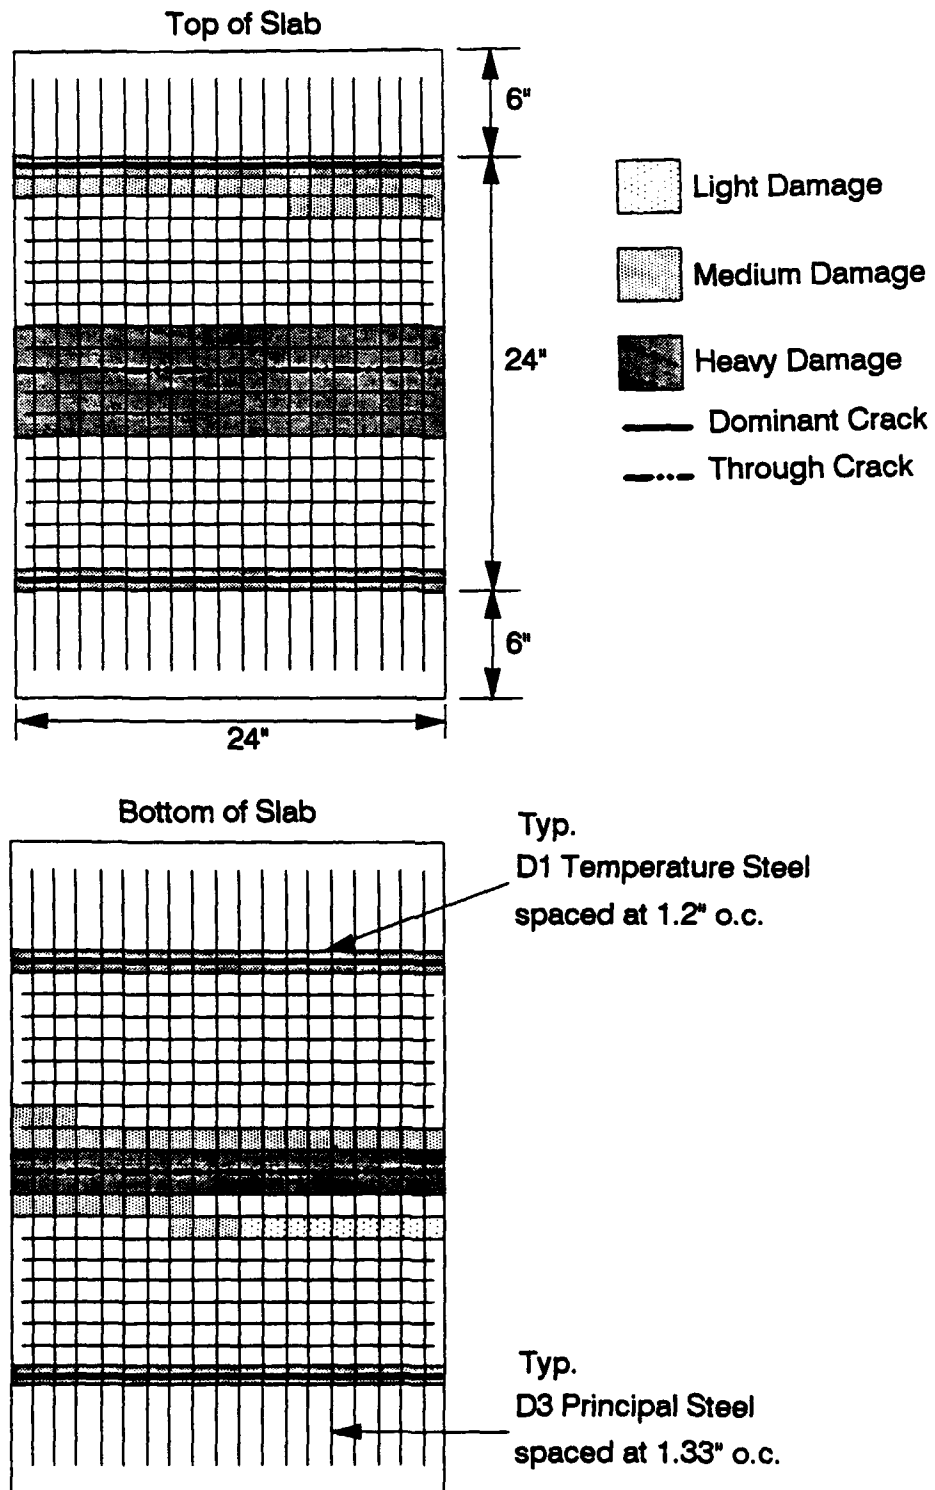 Top of Slab
6"
Light Damage
Medium Damage
24"
Heavy Damage
Dominant Crack
Through Crack
6"
24"
Bottom of Slab
Typ.
D1 Temperature Steel
spaced at 1.2" o.c.
Typ.
D3 Principal Steel
spaced at 1.33" o.c.